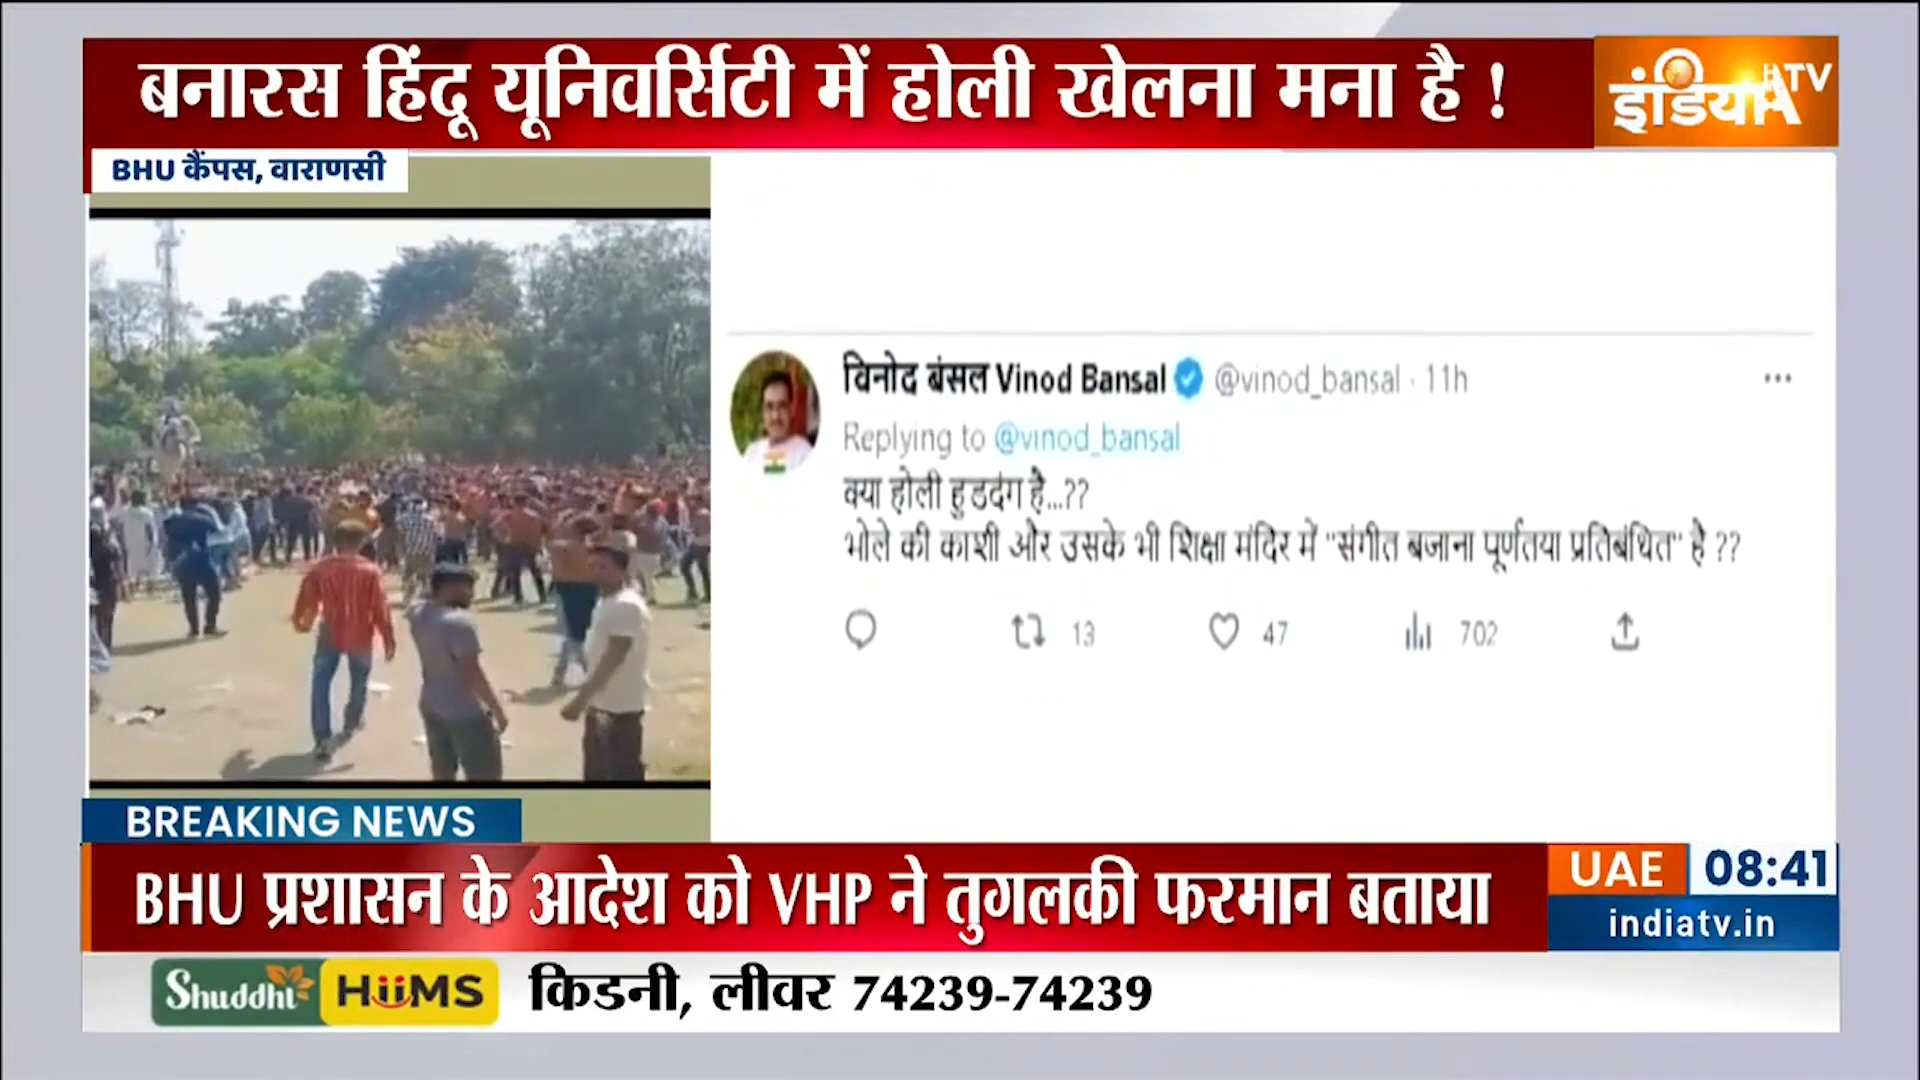 बनारस हिंदू यूनिवर्सिटी में होली खेलना मना है !
इंडिया TV
BHU कैंपस, वाराणसी
विनोद बंसल Vinod Bansal @vinod_bansal · 11h
Replying to @vinod_bansal
क्या होली हुडदंग है...??
भोले की काशी और उसके भी शिक्षा मंदिर में "संगीत बजाना पूर्णतया प्रतिबंधित" है ??
13 47 702
BREAKING NEWS
BHU प्रशासन के आदेश को VHP ने तुगलकी फरमान बताया
UAE 08:41
indiatv.in
Shuddhi HiiMS किडनी, लीवर 74239-74239